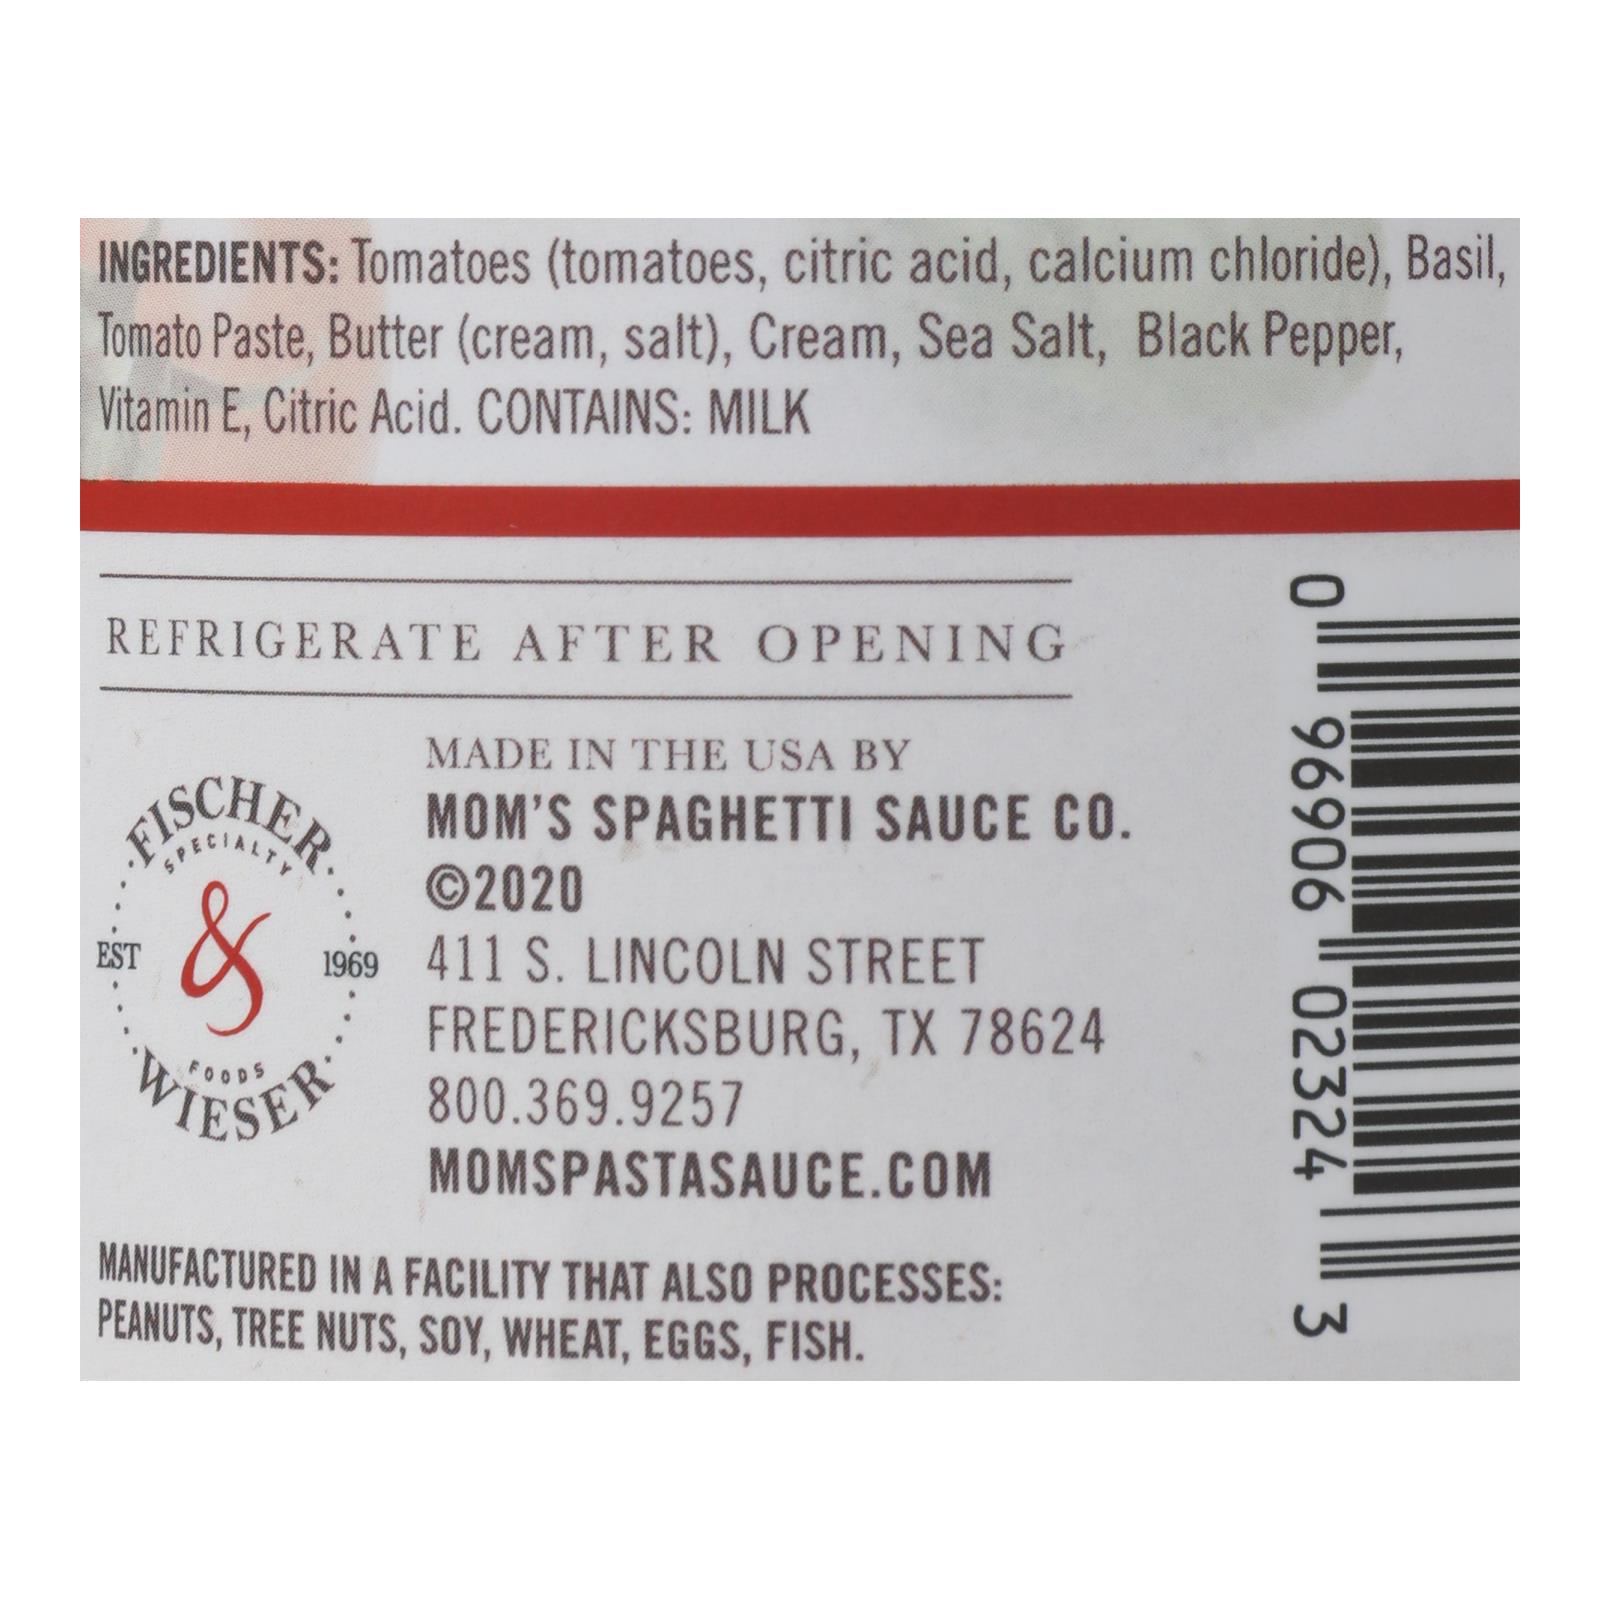 INGREDIENTS: Tomatoes (tomatoes, citric acid, calcium chloride), Basil,
Tomato Paste, Butter (cream, salt), Cream, Sea Salt, Black Pepper,
Vitamin E, Citric Acid. CONTAINS: MILK
REFRIGERATE AFTER OPENING
FISCHER
SPECIALTY
&
EST 1969
FOODS
WIESER
MADE IN THE USA BY
MOM'S SPAGHETTI SAUCE CO.
©2020
411 S. LINCOLN STREET
FREDERICKSBURG, TX 78624
800.369.9257
MOMSPASTASAUCE.COM
MANUFACTURED IN A FACILITY THAT ALSO PROCESSES:
PEANUTS, TREE NUTS, SOY, WHEAT, EGGS, FISH.
0 96906 02324 3